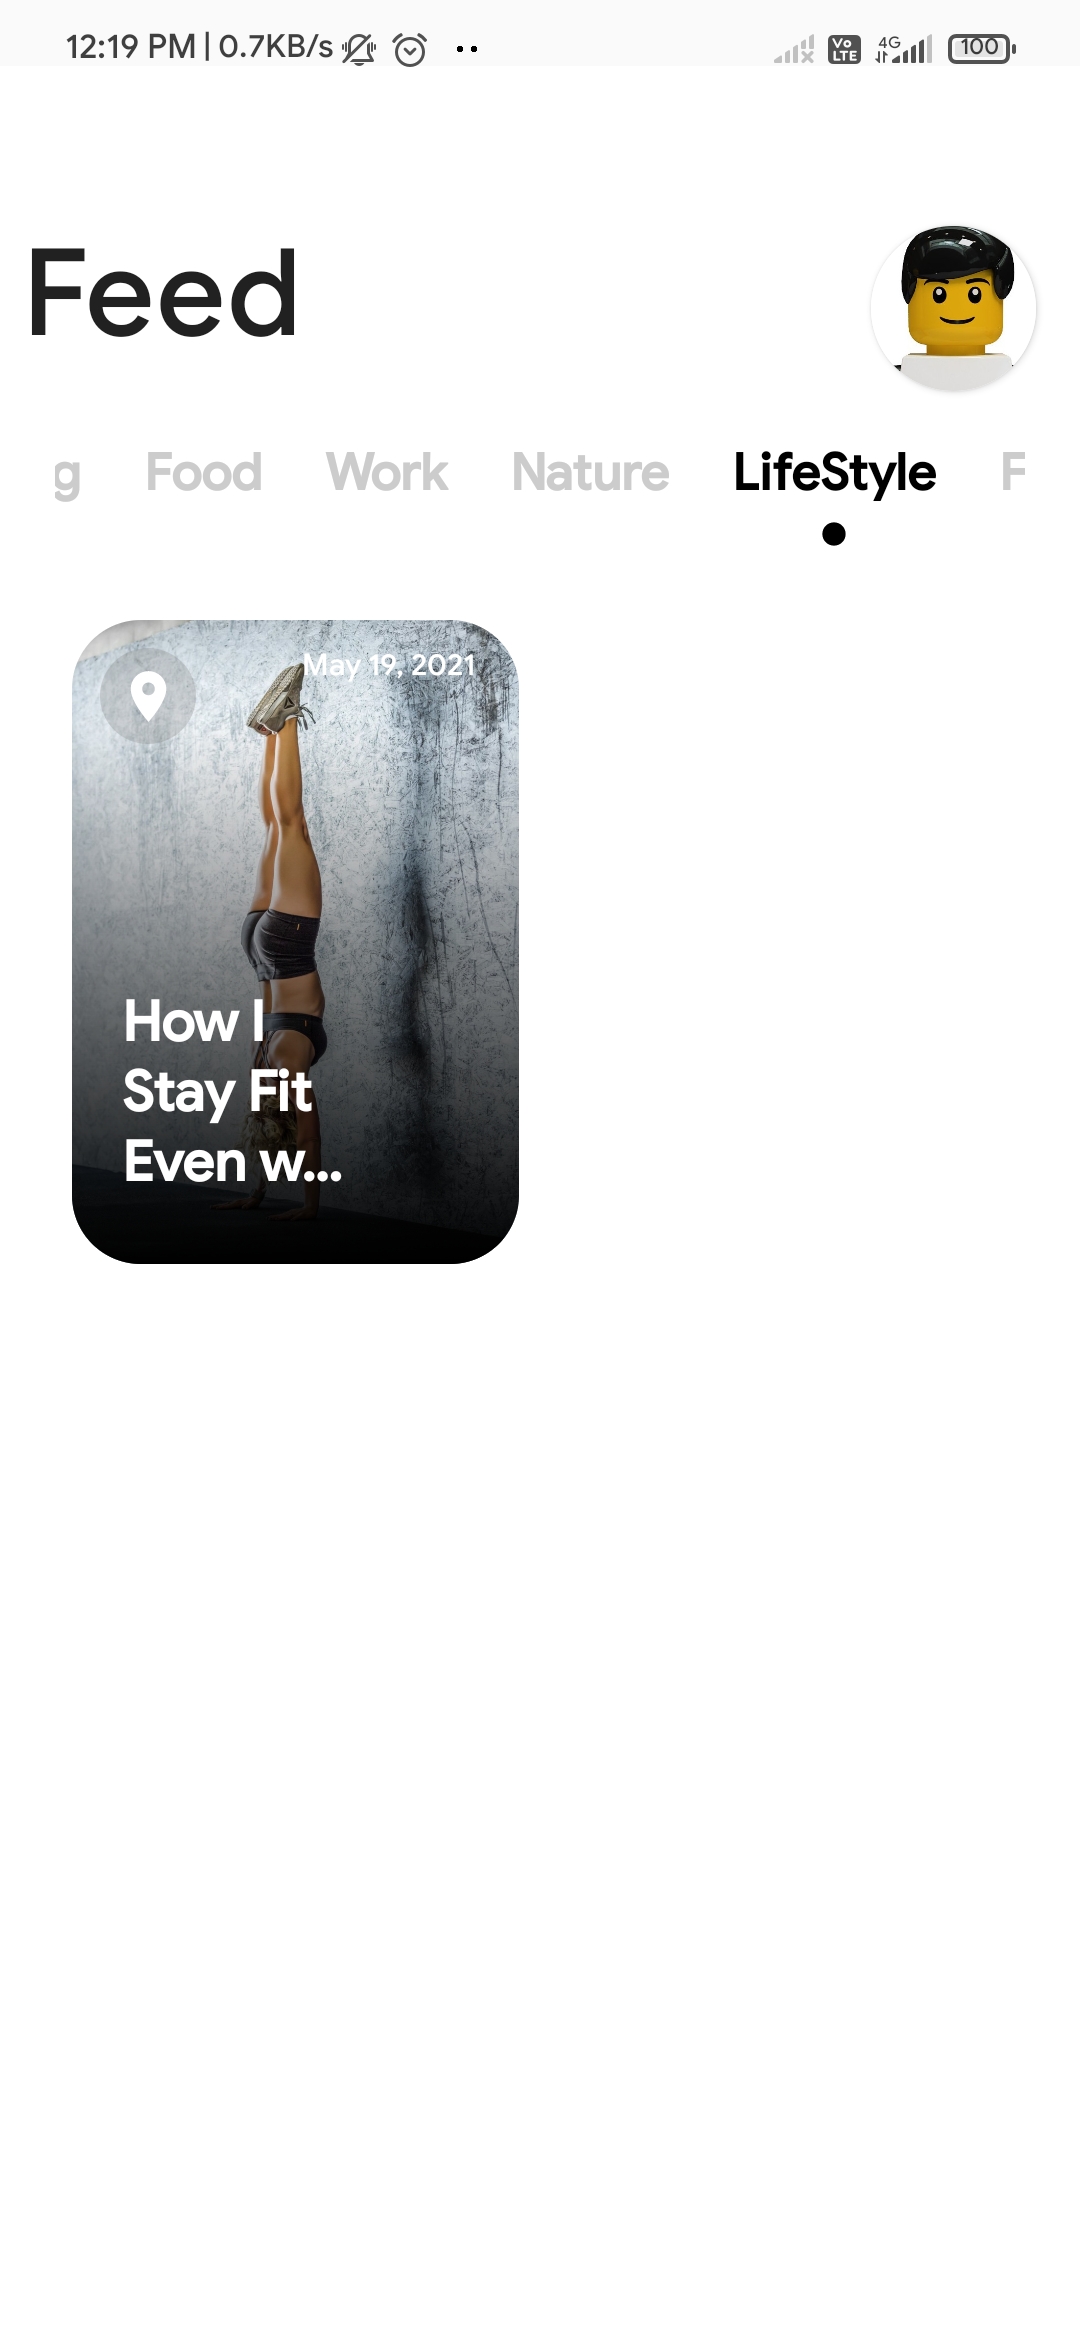 12:19 PM | 0.7KB/s
Vo LTE 4G 100
Feed
g Food Work Nature LifeStyle F
May 19, 2021
How I
Stay Fit
Even w...